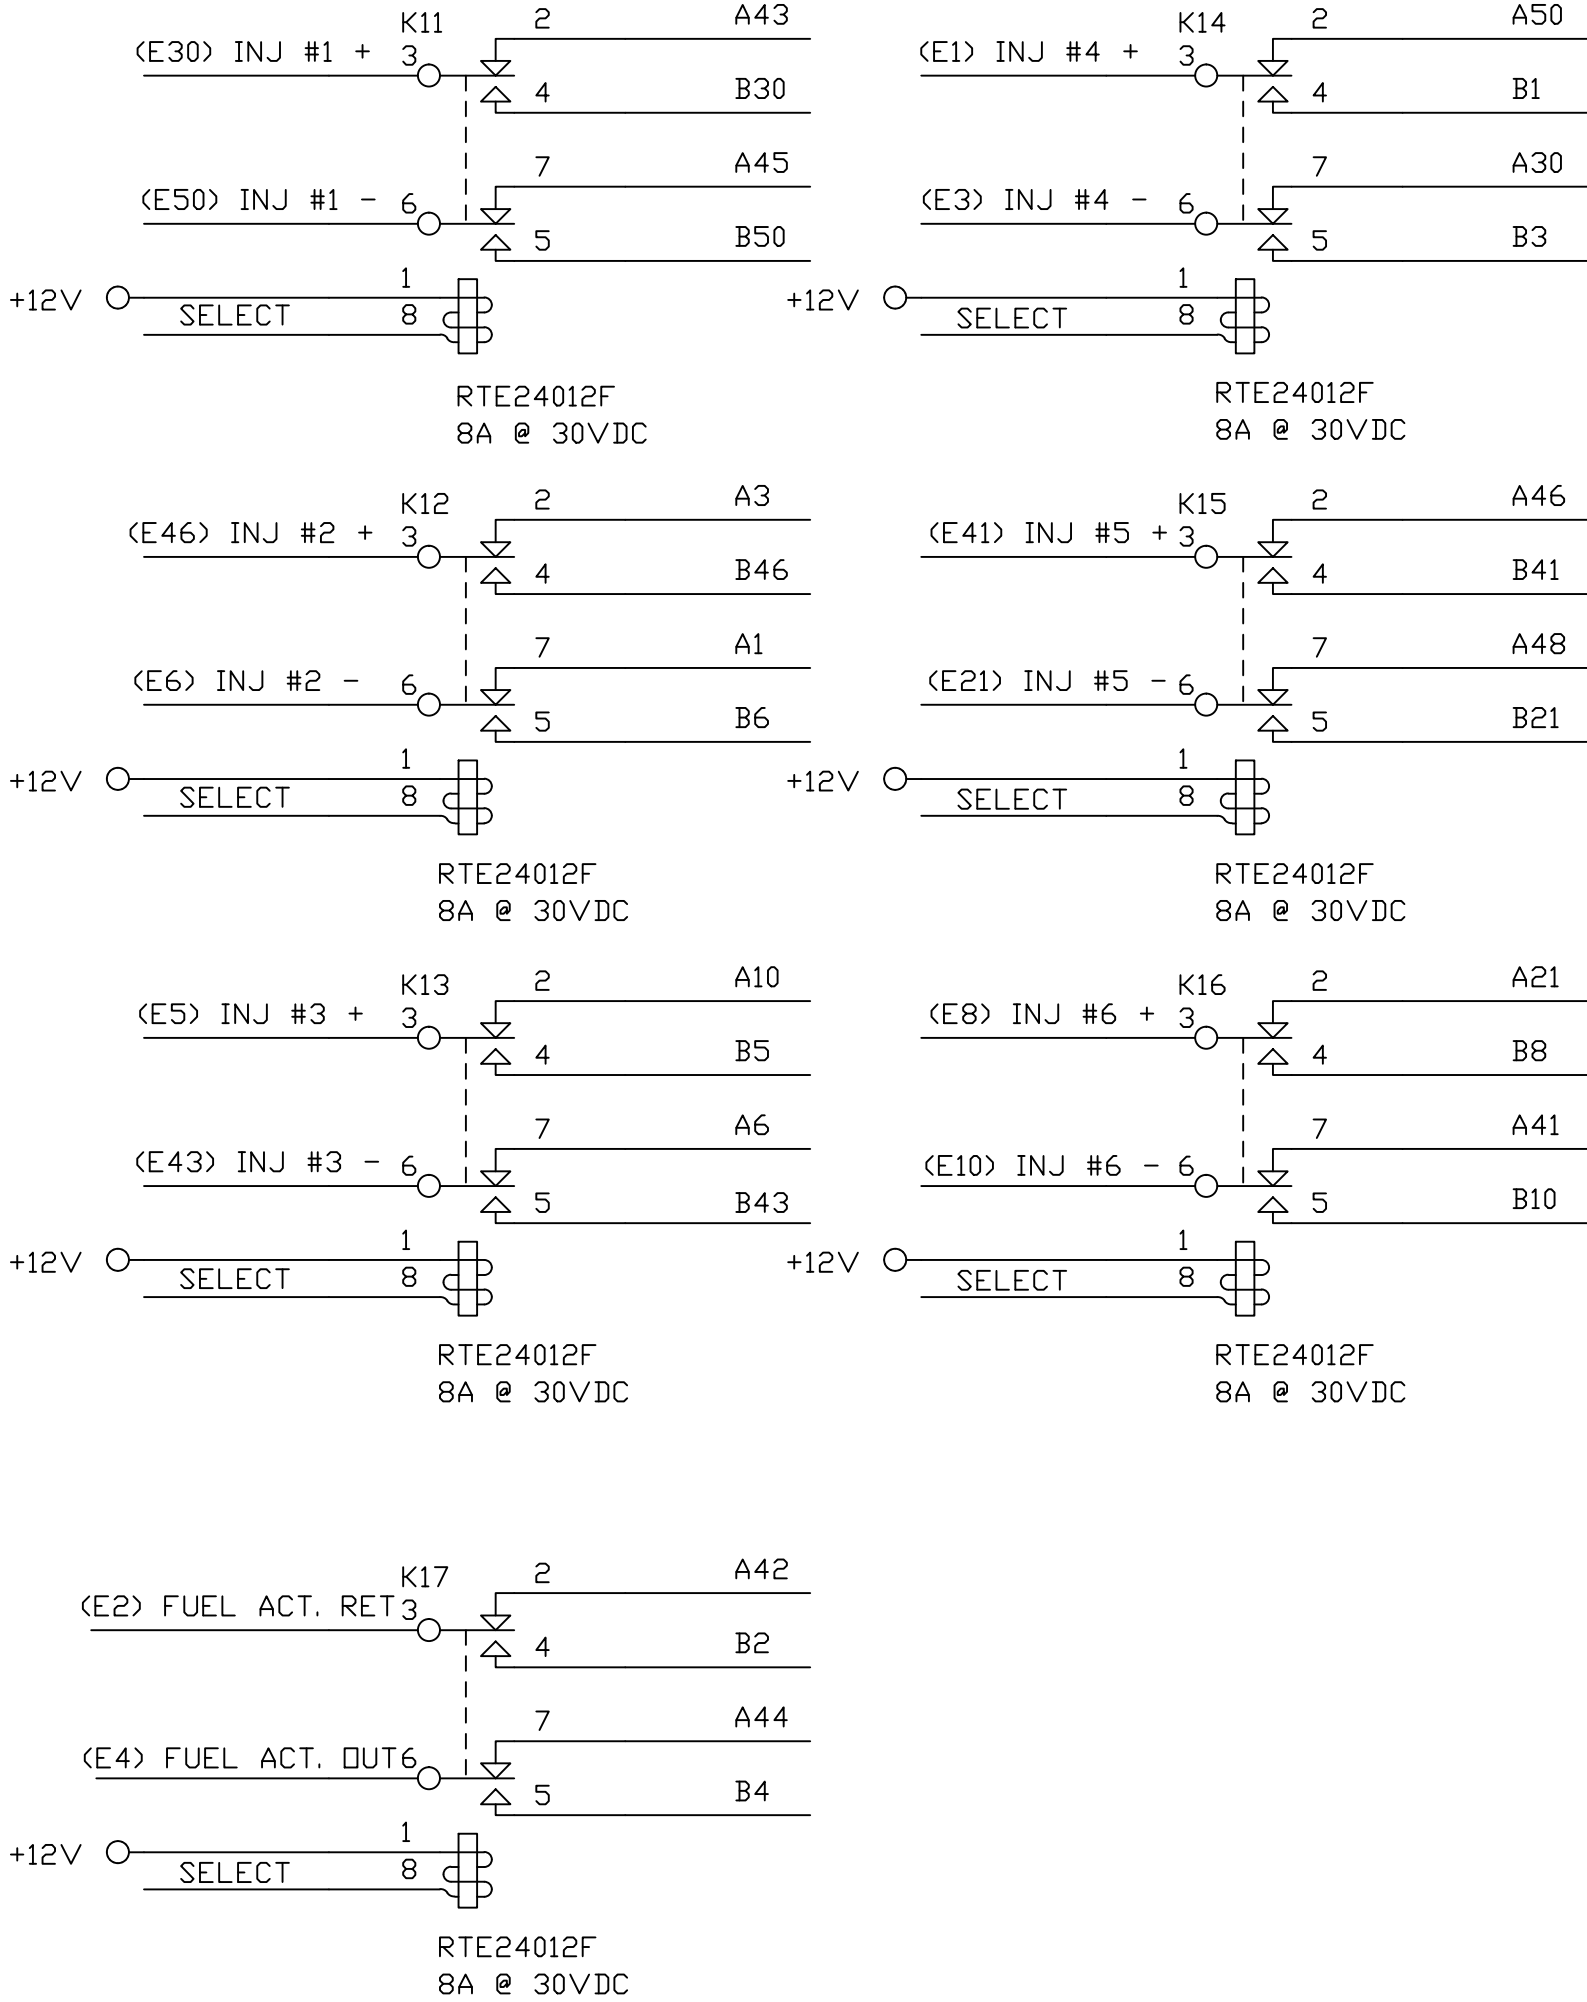 K11 2 A43
(E30) INJ #1 + 3
4 B30
7 A45
(E50) INJ #1 - 6
5 B50
1
+12V SELECT 8
RTE24012F
8A @ 30VDC
K14 2 A50
(E1) INJ #4 + 3
4 B1
7 A30
(E3) INJ #4 - 6
5 B3
1
+12V SELECT 8
RTE24012F
8A @ 30VDC
K12 2 A3
(E46) INJ #2 + 3
4 B46
7 A1
(E6) INJ #2 - 6
5 B6
1
+12V SELECT 8
RTE24012F
8A @ 30VDC
K15 2 A46
(E41) INJ #5 + 3
4 B41
7 A48
(E21) INJ #5 - 6
5 B21
1
+12V SELECT 8
RTE24012F
8A @ 30VDC
K13 2 A10
(E5) INJ #3 + 3
4 B5
7 A6
(E43) INJ #3 - 6
5 B43
1
+12V SELECT 8
RTE24012F
8A @ 30VDC
K16 2 A21
(E8) INJ #6 + 3
4 B8
7 A41
(E10) INJ #6 - 6
5 B10
1
+12V SELECT 8
RTE24012F
8A @ 30VDC
K17 2 A42
(E2) FUEL ACT. RET 3
4 B2
7 A44
(E4) FUEL ACT. OUT 6
5 B4
1
+12V SELECT 8
RTE24012F
8A @ 30VDC